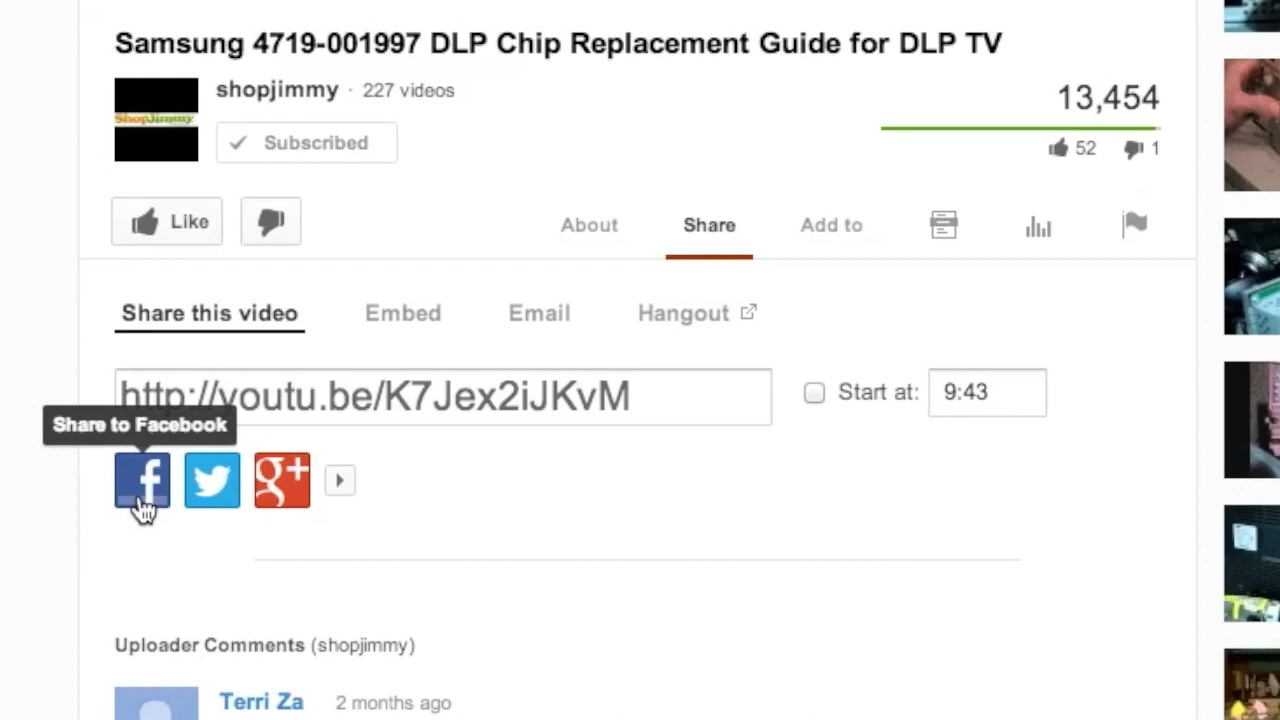 Samsung 4719-001997 DLP Chip Replacement Guide for DLP TV
shopjimmy · 227 videos
ShopJimmy
Subscribed
13,454
52 1
Like
About Share Add to
Share this video Embed Email Hangout
http://youtu.be/K7Jex2iJKvM
Start at: 9:43
Share to Facebook
f g+
Uploader Comments (shopjimmy)
Terri Za 2 months ago